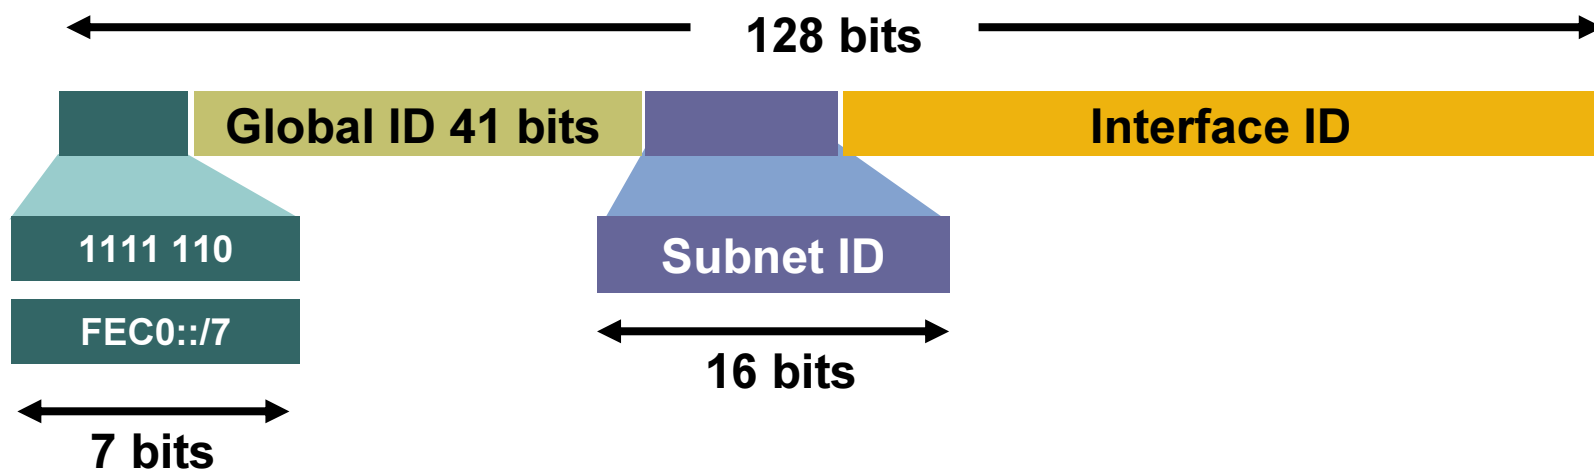 128 bits
Global ID 41 bits
Interface ID
1111 110
Subnet ID
FEC0::/7
16 bits
7 bits